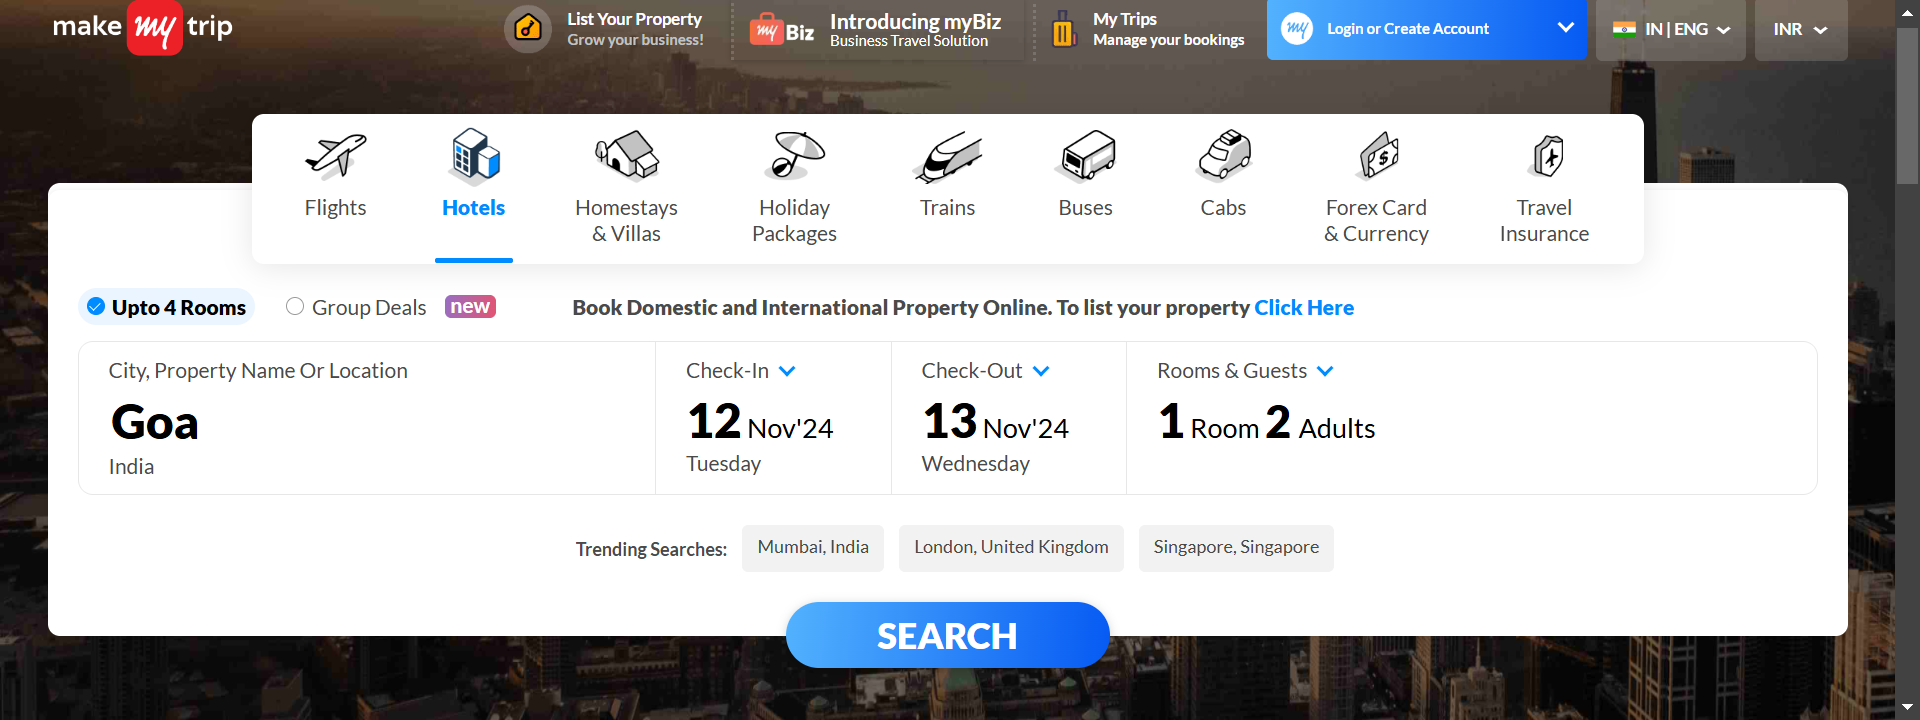 make my trip
List Your Property
Grow your business!
my Biz
Introducing myBiz
Business Travel Solution
My Trips
Manage your bookings
my
Login or Create Account
IN | ENG
INR
Flights
Hotels
Homestays
& Villas
Holiday
Packages
Trains
Buses
Cabs
Forex Card
& Currency
Travel
Insurance
Upto 4 Rooms
Group Deals
new
Book Domestic and International Property Online. To list your property Click Here
City, Property Name Or Location
Goa
India
Check-In
12 Nov'24
Tuesday
Check-Out
13 Nov'24
Wednesday
Rooms & Guests
1 Room 2 Adults
Trending Searches:
Mumbai, India
London, United Kingdom
Singapore, Singapore
SEARCH